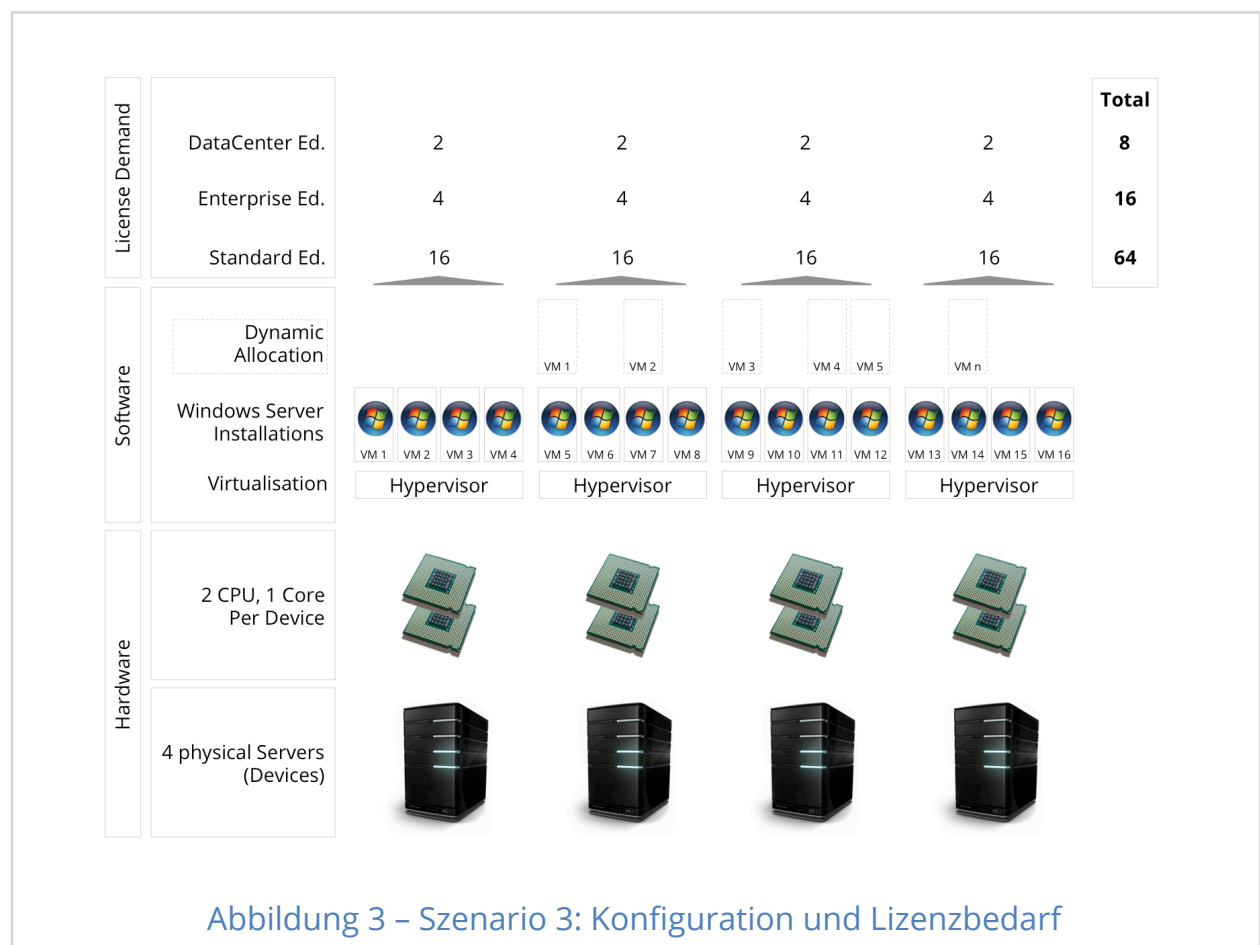 Total
License Demand
DataCenter Ed. 2 2 2 2 8
Enterprise Ed. 4 4 4 4 16
Standard Ed. 16 16 16 16 64
Software
Dynamic
Allocation
VM 1 VM 2 VM 3 VM 4 VM 5 VM n
Windows Server
Installations
VM 1 VM 2 VM 3 VM 4 VM 5 VM 6 VM 7 VM 8 VM 9 VM 10 VM 11 VM 12 VM 13 VM 14 VM 15 VM 16
Virtualisation Hypervisor Hypervisor Hypervisor Hypervisor
Hardware
2 CPU, 1 Core
Per Device
4 physical Servers
(Devices)
Abbildung 3 – Szenario 3: Konfiguration und Lizenzbedarf